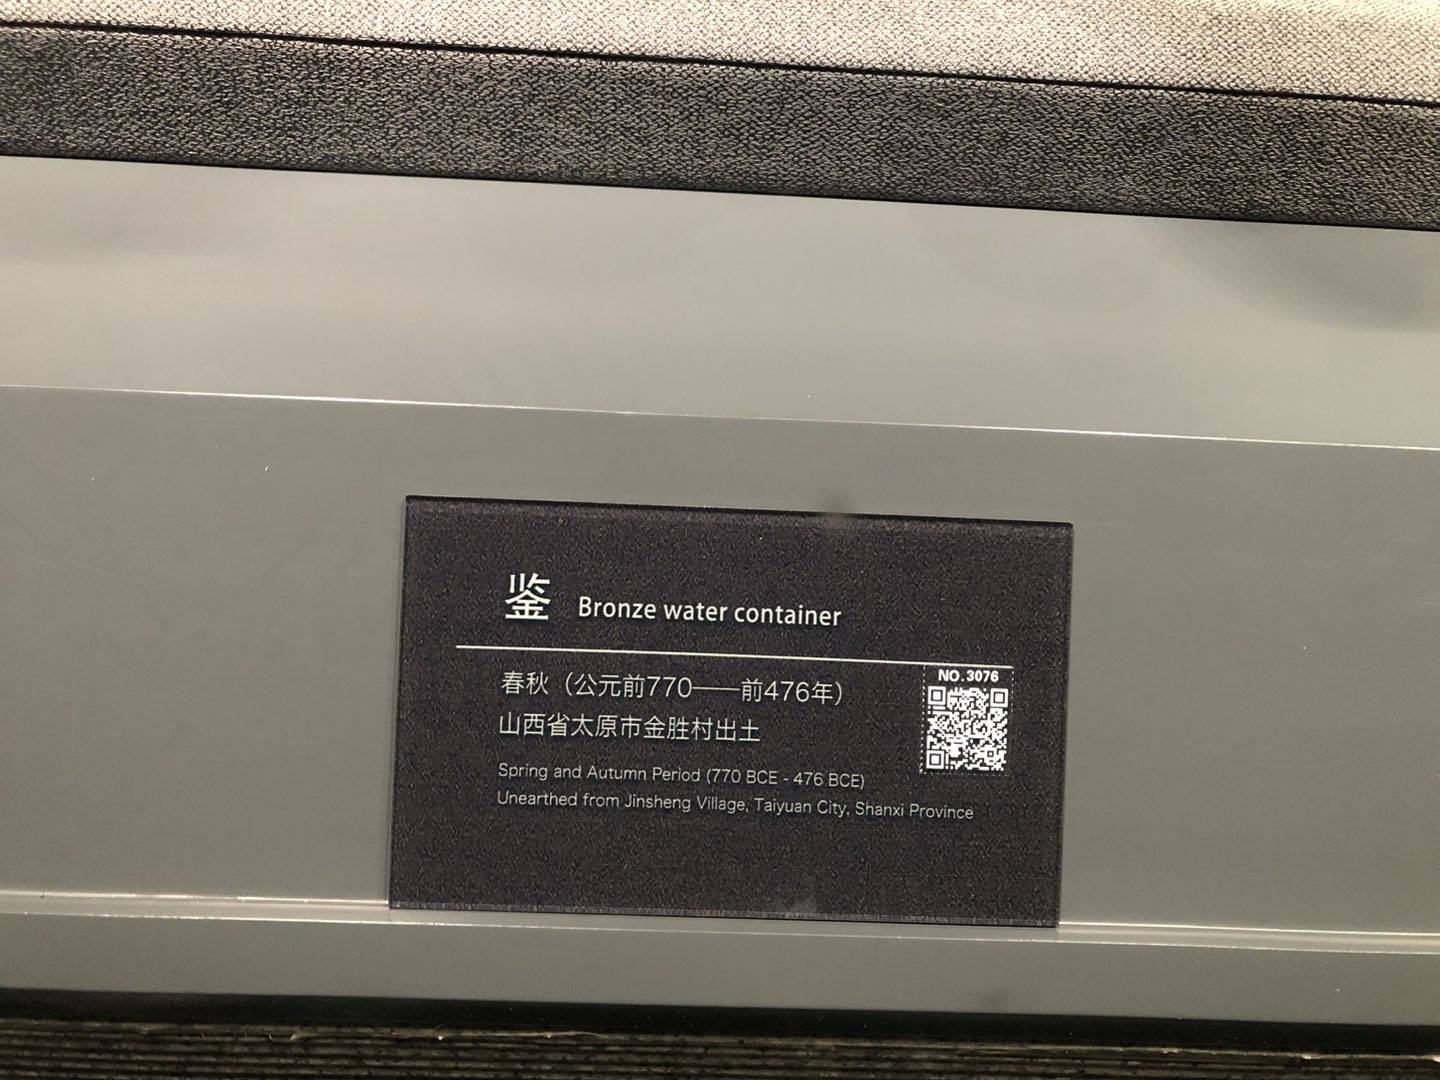 鉴 Bronze water container
春秋（公元前770——前476年）
山西省太原市金胜村出土
Spring and Autumn Period (770 BCE - 476 BCE)
Unearthed from Jinsheng Village, Taiyuan City, Shanxi Province
NO. 3076